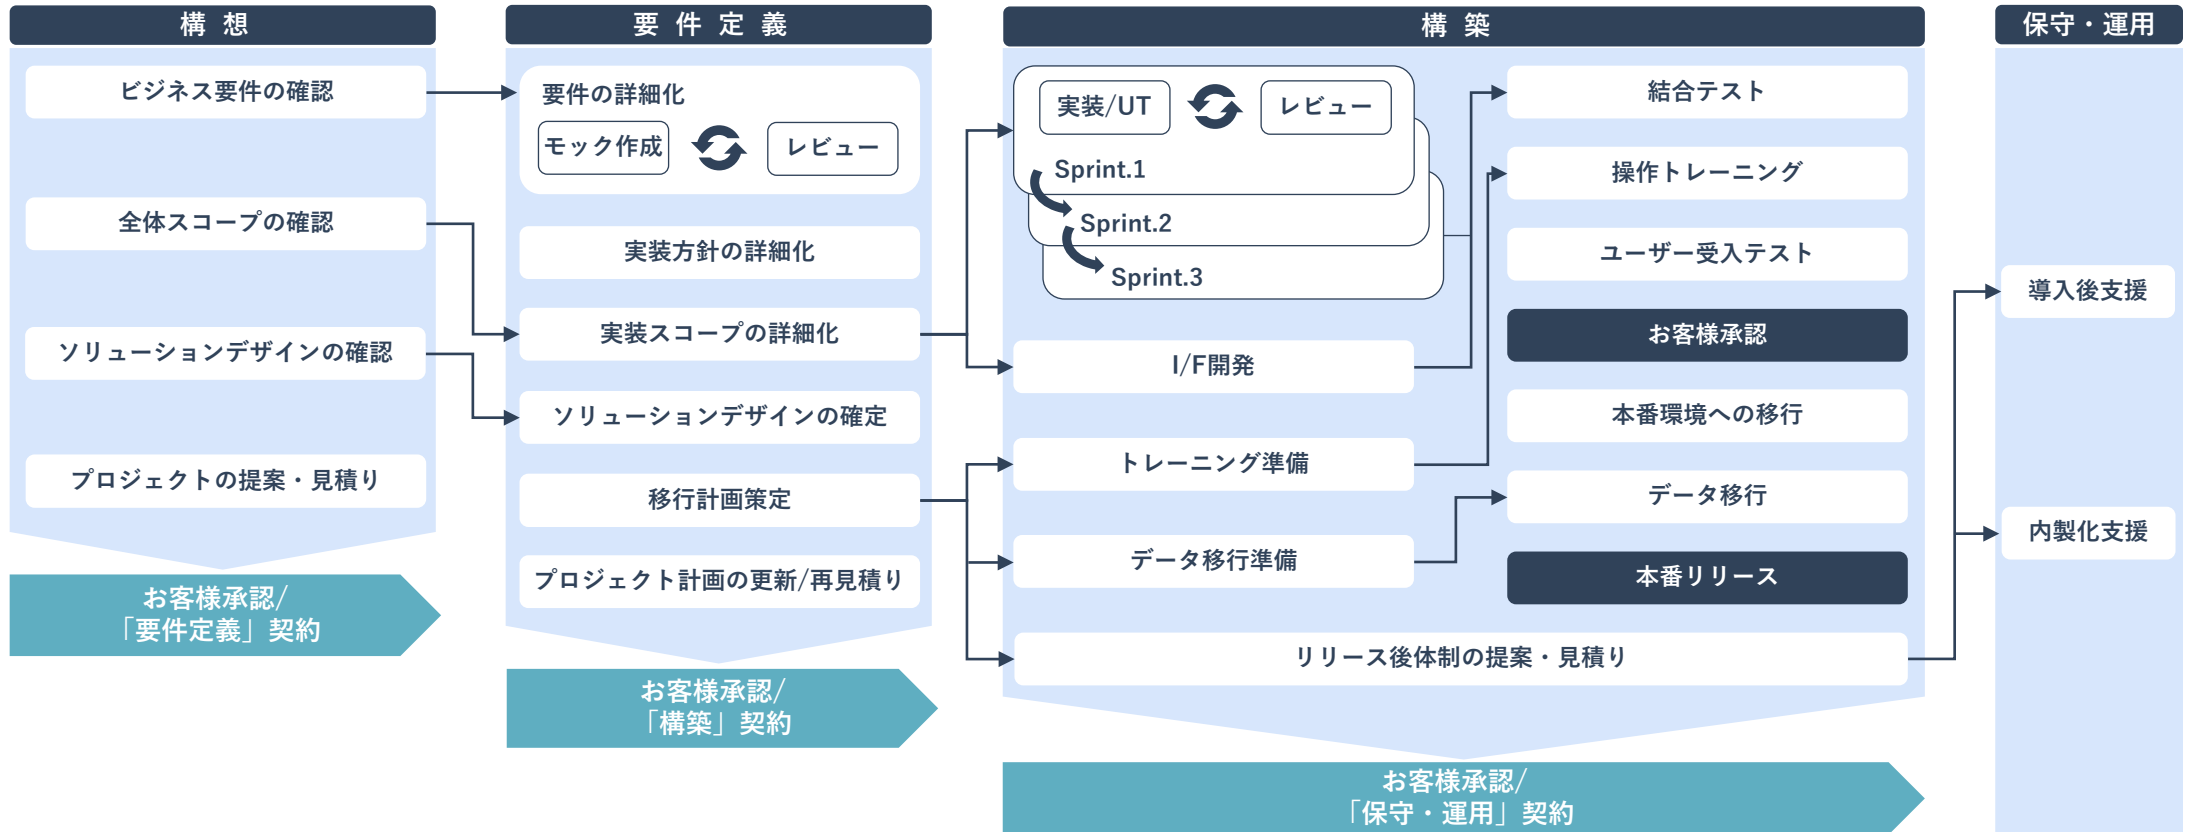 構想
ビジネス要件の確認
全体スコープの確認
ソリューションデザインの確認
プロジェクトの提案・見積り
お客様承認/
「要件定義」契約
要件定義
要件の詳細化
モック作成
レビュー
実装方針の詳細化
実装スコープの詳細化
ソリューションデザインの確定
移行計画策定
プロジェクト計画の更新/再見積り
お客様承認/
「構築」契約
構築
実装/UT
レビュー
Sprint.1
Sprint.2
Sprint.3
I/F開発
トレーニング準備
データ移行準備
結合テスト
操作トレーニング
ユーザー受入テスト
お客様承認
本番環境への移行
データ移行
本番リリース
リリース後体制の提案・見積り
お客様承認/
「保守・運用」契約
保守・運用
導入後支援
内製化支援